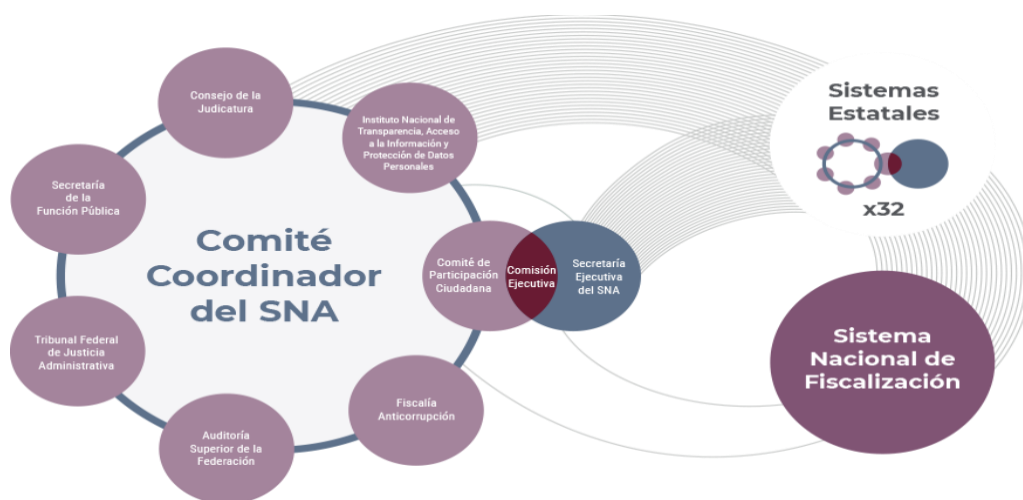 Consejo de la
Judicatura
Instituto Nacional de
Transparencia, Acceso
a la Información y
Protección de Datos
Personales
Secretaría
de la
Función Pública
Comité
Coordinador
del SNA
Comité de
Participación
Ciudadana
Comisión
Ejecutiva
Secretaría
Ejecutiva
del SNA
Tribunal Federal
de Justicia
Administrativa
Auditoría
Superior de la
Federación
Fiscalía
Anticorrupción
Sistemas
Estatales
x32
Sistema
Nacional de
Fiscalización